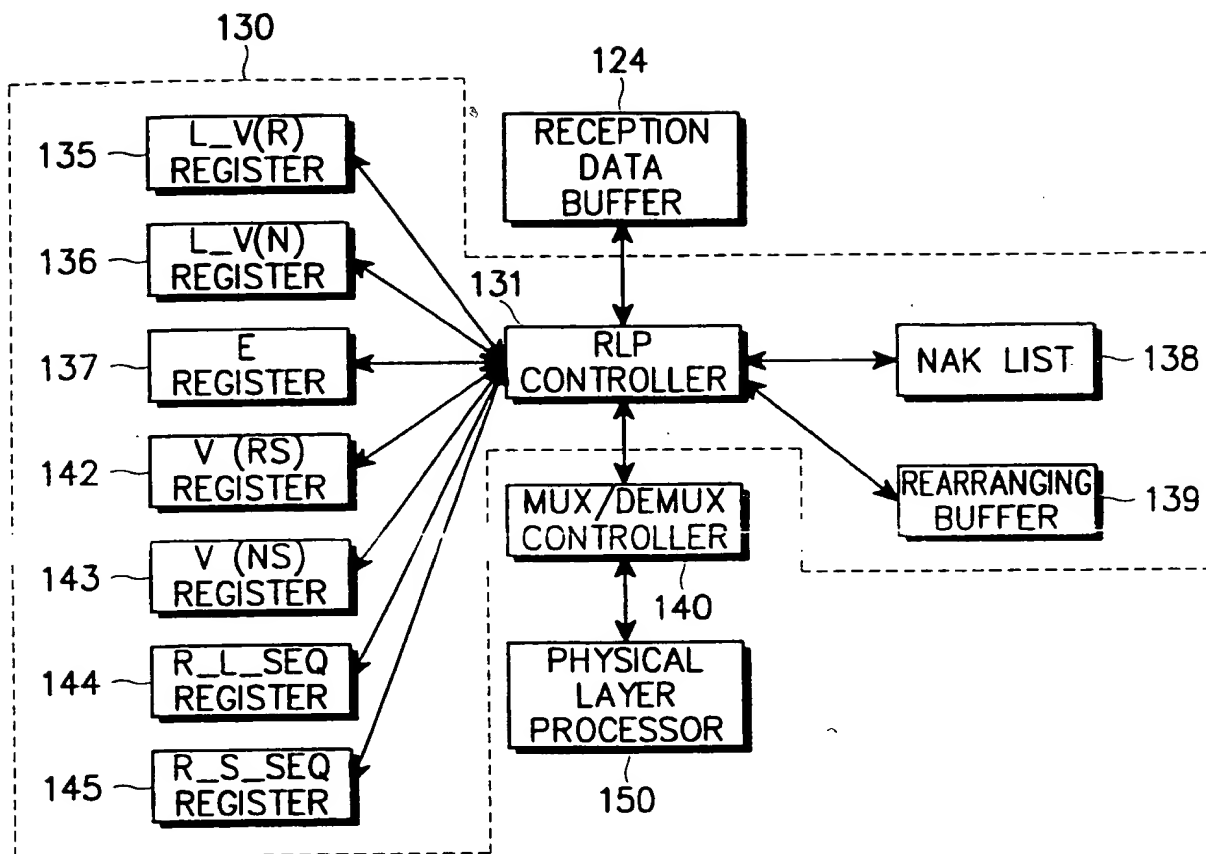 130
124
135
L_V(R)
REGISTER
RECEPTION
DATA
BUFFER
136
L_V(N)
REGISTER
131
137
E
REGISTER
RLP
CONTROLLER
NAK LIST
138
142
V (RS)
REGISTER
MUX/DEMUX
CONTROLLER
140
REARRANGING
BUFFER
139
143
V (NS)
REGISTER
144
R_L_SEQ
REGISTER
PHYSICAL
LAYER
PROCESSOR
150
145
R_S_SEQ
REGISTER